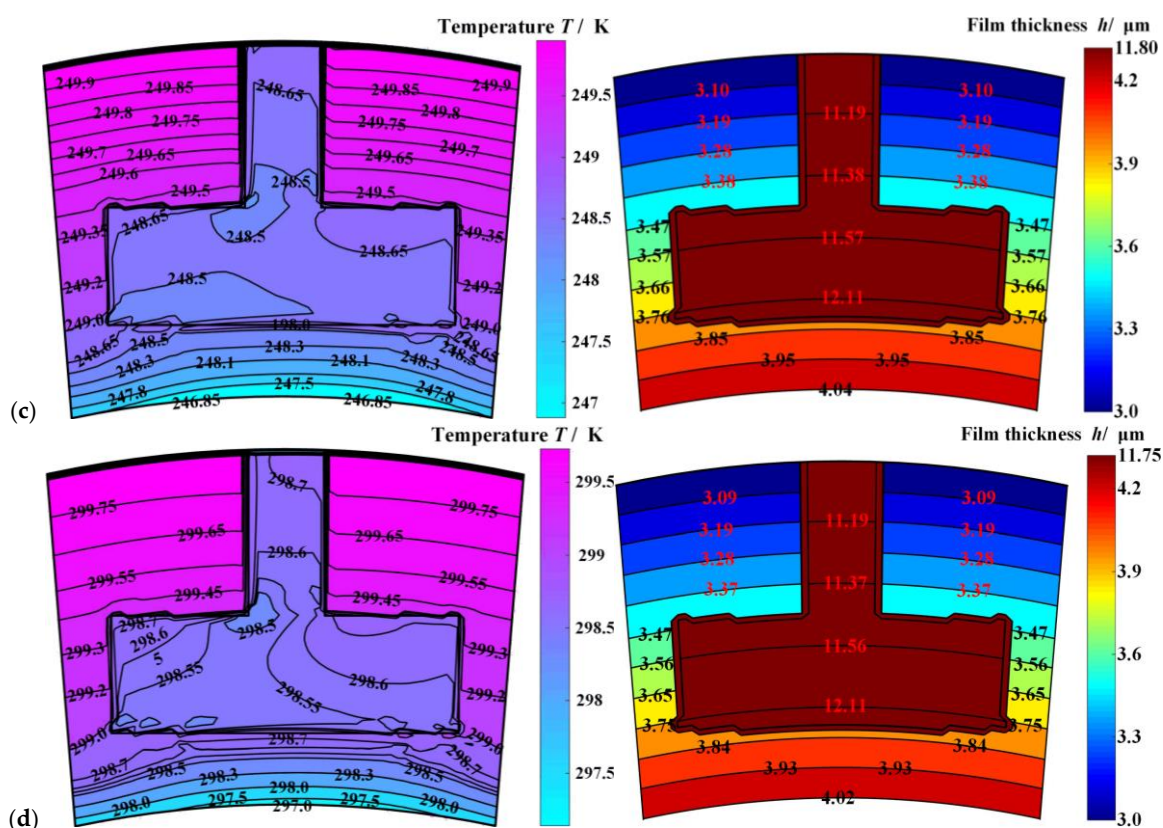 Temperature T / K
Film thickness h/ μm
249.9 249.85 248.65 249.85 249.9
249.8 249.8
249.75 249.75
249.7 249.65 249.65 249.7
249.6
249.5 248.5 249.5
249.35 248.65 249.35
248.5 248.65
249.2 249.2
248.5
249.0 198.0 249.0
248.65 248.5 248.5 248.65
248.3 248.3 248.3
248.1 248.1
247.8 247.5 247.8
246.85 246.85
249.5
249
248.5
248
247.5
247
3.10 3.10
11.19
3.19 3.19
3.28 3.28
3.38 11.38 3.38
3.47 3.47
11.57
3.57 3.57
3.66 3.66
12.11
3.76 3.76
3.85 3.85
3.95 3.95
4.04
11.80
4.2
3.9
3.6
3.3
3.0
(c)
Temperature T / K
Film thickness h/ μm
298.7
299.75 299.75
299.65 299.65
299.55 298.6 299.55
299.45 299.45
298.7 298.5
298.6
5
299.3 299.3
298.55 298.6
299.2 298.55 299.2
299.0 298.7 299.0
298.7 298.5 298.3 298.3 298.5 298.7
298.0 297.5 298.0 297.5 298.0
297.0
299.5
299
298.5
298
297.5
3.09 3.09
3.19 11.19 3.19
3.28 3.28
3.37 11.37 3.37
3.47 3.47
11.56
3.56 3.56
3.65 3.65
12.11
3.75 3.75
3.84 3.84
3.93 3.93
4.02
11.75
4.2
3.9
3.6
3.3
3.0
(d)